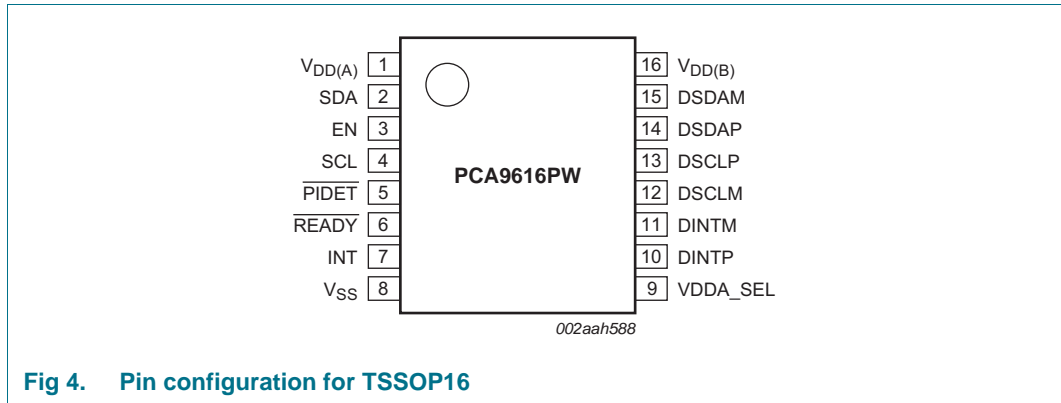 V_DD(A) 1
SDA 2
EN 3
SCL 4
P̅I̅D̅E̅T̅ 5
R̅E̅A̅D̅Y̅ 6
INT 7
V_SS 8
PCA9616PW
16 V_DD(B)
15 DSDAM
14 DSDAP
13 DSCLP
12 DSCLM
11 DINTM
10 DINTP
9 VDDA_SEL
002aah588
Fig 4. Pin configuration for TSSOP16